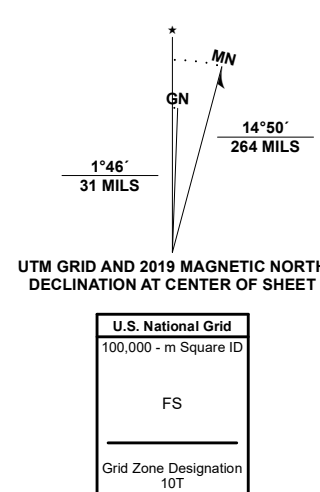 ★
MN
GN
14°50´
264 MILS
1°46´
31 MILS
UTM GRID AND 2019 MAGNETIC NORTH
DECLINATION AT CENTER OF SHEET
U.S. National Grid
100,000 - m Square ID
FS
Grid Zone Designation
10T